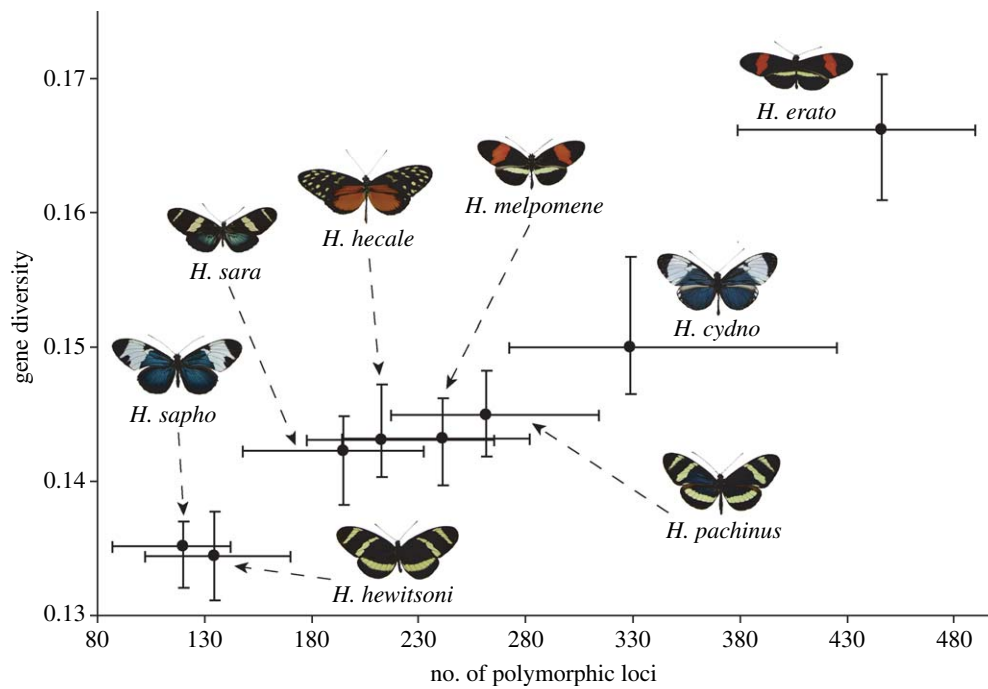 0.17
0.16
0.15
0.14
0.13
gene diversity
80 130 180 230 280 330 380 430 480
no. of polymorphic loci
H. erato
H. melpomene
H. hecale
H. sara
H. cydno
H. sapho
H. pachinus
H. hewitsoni